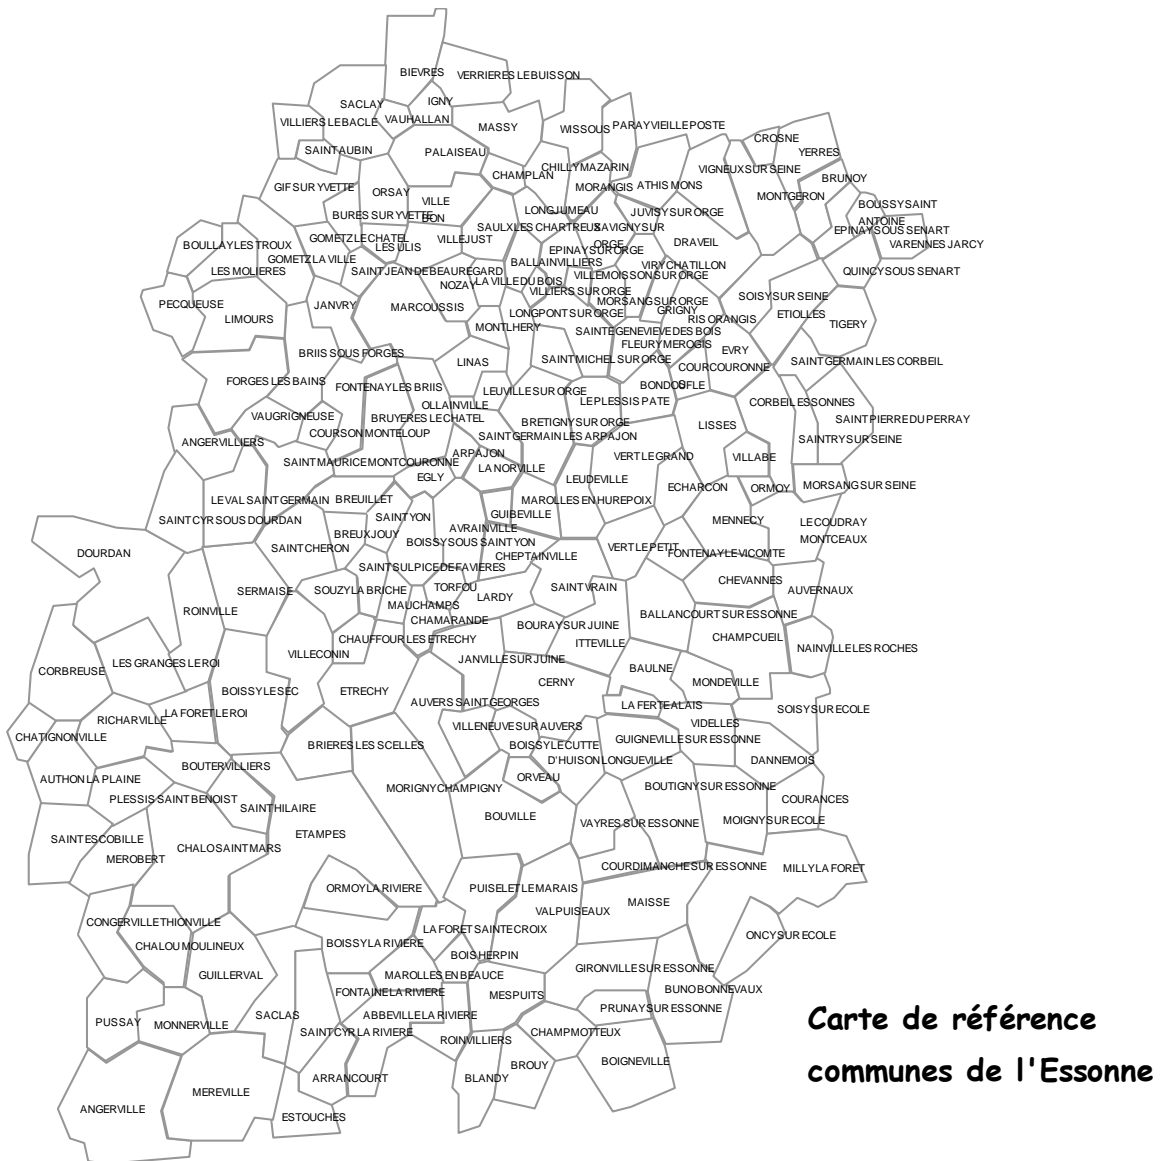 BIEVRES
VERRIERES LE BUISSON
IGNY
SACLAY
VAUHALLAN
VILLIERS LE BACLE
MASSY
WISSOUS
PARAY VIEILLE POSTE
CROSNE
YERRES
SAINT AUBIN
PALAISEAU
CHILLY MAZARIN
VIGNEUX SUR SEINE
CHAMPLAN
BRUNOY
GIF SUR YVETTE
ORSAY
MORANGIS
ATHIS MONS
MONTGERON
VILLE
BON
BOUSSY SAINT
ANTOINE
BURES SUR YVETTE
LONGJUMEAU
JUVISY SUR ORGE
SAULX LES CHARTREUX
SAVIGNY SUR
ORGE
EPINAY SOUS SENART
GOMETZ LE CHATEL
LES ULIS
VILLEJUST
DRAVEIL
VARENNES JARCY
BOULLAY LES TROUX
EPINAY SUR ORGE
GOMETZ LA VILLE
BALLAINVILLIERS
VIRY CHATILLON
LES MOLIERES
SAINT JEAN DE BEAUREGARD
VILLEMOISSON SUR ORGE
QUINCY SOUS SENART
NOZAY
LA VILLE DU BOIS
VILLIERS SUR ORGE
SOISY SUR SEINE
PECQUEUSE
JANVRY
MARCOUSSIS
MORSANG SUR ORGE
LIMOURS
LONGPONT SUR ORGE
GRIGNY
RIS ORANGIS
ETIOLLES
TIGERY
MONTLHERY
SAINTE GENEVIEVE DES BOIS
FLEURY MEROGIS
EVRY
BRIIS SOUS FORGES
LINAS
SAINT MICHEL SUR ORGE
COURCOURONNE
SAINT GERMAIN LES CORBEIL
FORGES LES BAINS
FONTENAY LES BRIIS
LEUVILLE SUR ORGE
BONDOUFLE
OLLAINVILLE
LE PLESSIS PATE
CORBEIL ESSONNES
VAUGRIGNEUSE
BRUYERES LE CHATEL
BRETIGNY SUR ORGE
LISSES
SAINT PIERRE DU PERRAY
COURSON MONTELOUP
SAINT GERMAIN LES ARPAJON
SAINTRY SUR SEINE
ANGERVILLIERS
ARPAJON
VERT LE GRAND
VILLABE
SAINT MAURICE MONTCOURONNE
LA NORVILLE
EGLY
LEUDEVILLE
ECHARCON
ORMOY
MORSANG SUR SEINE
LE VAL SAINT GERMAIN
BREUILLET
MAROLLES EN HUREPOIX
SAINT CYR SOUS DOURDAN
SAINT YON
GUIBEVILLE
MENNECY
LE COUDRAY
MONTCEAUX
BREUX JOUY
AVRAINVILLE
SAINT CHERON
BOISSY SOUS SAINT YON
VERT LE PETIT
DOURDAN
CHEPTAINVILLE
FONTENAY LE VICOMTE
SAINT SULPICE DE FAVIERES
CHEVANNES
SERMAISE
SOUZY LA BRICHE
TORFOU
SAINT VRAIN
AUVERNAUX
LARDY
MAUCHAMPS
ROINVILLE
BALLANCOURT SUR ESSONNE
CHAMARANDE
BOURAY SUR JUINE
CHAUFFOUR LES ETRECHY
CHAMPCUEIL
ITTEVILLE
NAINVILLE LES ROCHES
VILLECONIN
JANVILLE SUR JUINE
LES GRANGES LE ROI
CORBREUSE
BAULNE
CERNY
MONDEVILLE
BOISSY LE SEC
ETRECHY
AUVERS SAINT GEORGES
LA FERTE ALAIS
SOISY SUR ECOLE
LA FORET LE ROI
RICHARVILLE
VILLENEUVE SUR AUVERS
VIDELLES
CHATIGNONVILLE
BRIERES LES SCELLES
BOISSY LE CUTTE
GUIGNEVILLE SUR ESSONNE
D'HUISON LONGUEVILLE
DANNEMOIS
BOUTERVILLIERS
AUTHON LA PLAINE
ORVEAU
MORIGNY CHAMPIGNY
BOUTIGNY SUR ESSONNE
PLESSIS SAINT BENOIST
COURANCES
SAINT HILAIRE
BOUVILLE
VAYRES SUR ESSONNE
MOIGNY SUR ECOLE
ETAMPES
SAINT ESCOBILLE
CHALO SAINT MARS
MEROBERT
COURDIMANCHE SUR ESSONNE
MILLY LA FORET
ORMOY LA RIVIERE
PUISELET LE MARAIS
MAISSE
VALPUISEAUX
CONGERVILLE THIONVILLE
LA FORET SAINTE CROIX
ONCY SUR ECOLE
CHALOU MOULINEUX
BOISSY LA RIVIERE
BOIS HERPIN
GUILLERVAL
MAROLLES EN BEAUCE
GIRONVILLE SUR ESSONNE
FONTAINE LA RIVIERE
MESPUITS
BUNO BONNEVAUX
PRUNAY SUR ESSONNE
SACLAS
ABBEVILLE LA RIVIERE
PUSSAY
MONNERVILLE
SAINT CYR LA RIVIERE
CHAMPMOTTEUX
ROINVILLIERS
BOIGNEVILLE
BROUY
ARRANCOURT
BLANDY
MEREVILLE
ANGERVILLE
ESTOUCHES
Carte de référence
communes de l'Essonne